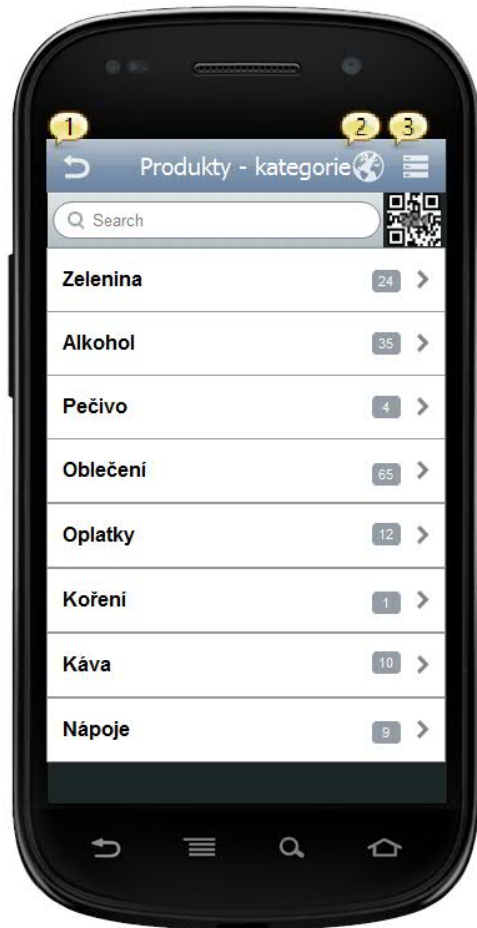 1 2 3
Produkty - kategorie
Search
Zelenina 24
Alkohol 35
Pečivo 4
Oblečení 65
Oplatky 12
Koření 1
Káva 10
Nápoje 9